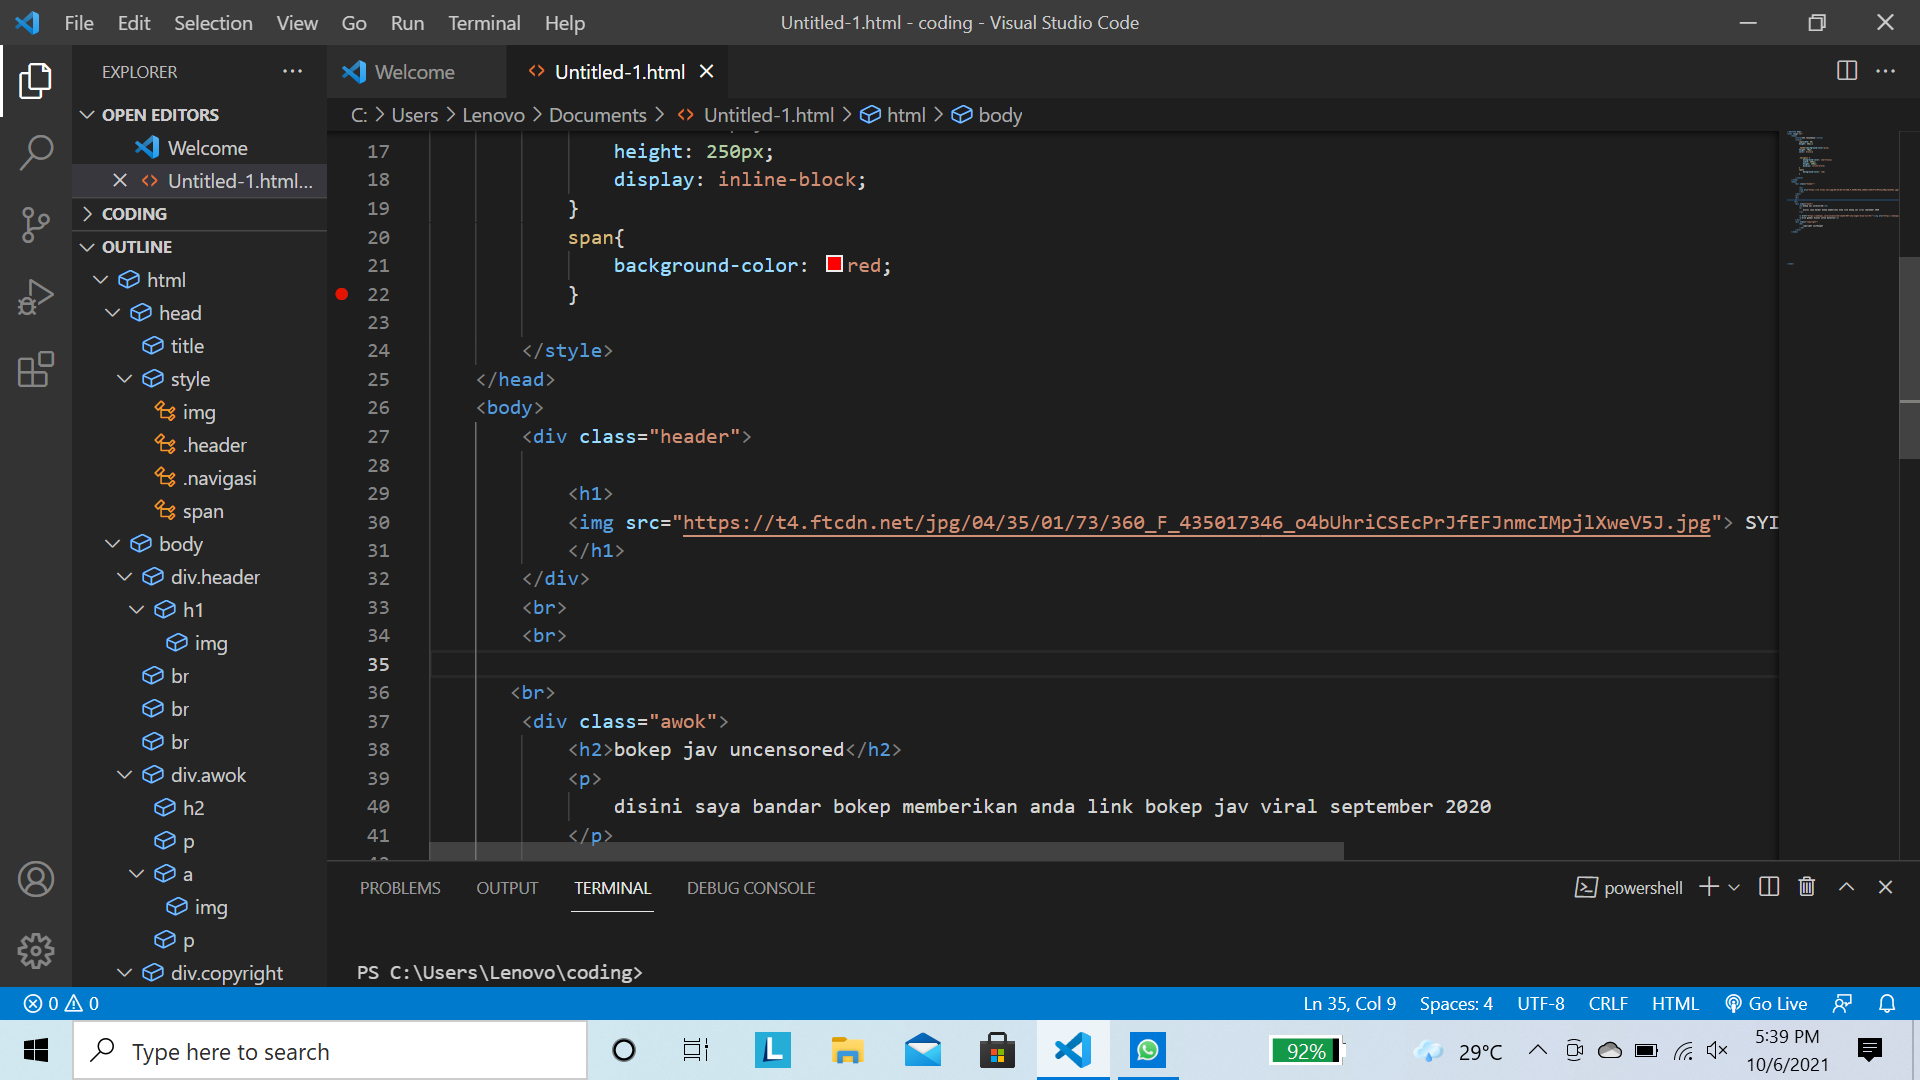 File Edit Selection View Go Run Terminal Help
Untitled-1.html - coding - Visual Studio Code
EXPLORER
Welcome
Untitled-1.html
OPEN EDITORS
Welcome
Untitled-1.html...
CODING
OUTLINE
html
head
title
style
img
.header
.navigasi
span
body
div.header
h1
img
br
br
br
div.awok
h2
p
a
img
p
div.copyright
C: > Users > Lenovo > Documents > Untitled-1.html > html > body
17 height: 250px;
18 display: inline-block;
19 }
20 span{
21 background-color: red;
22 }
23
24 </style>
25 </head>
26 <body>
27 <div class="header">
28
29 <h1>
30 <img src="https://t4.ftcdn.net/jpg/04/35/01/73/360_F_435017346_o4bUhriCSEcPrJfEFJnmcIMpjlXweV5J.jpg"> SYI
31 </h1>
32 </div>
33 <br>
34 <br>
35
36 <br>
37 <div class="awok">
38 <h2>bokep jav uncensored</h2>
39 <p>
40 disini saya bandar bokep memberikan anda link bokep jav viral september 2020
41 </p>
PROBLEMS OUTPUT TERMINAL DEBUG CONSOLE
powershell
PS C:\Users\Lenovo\coding>
0 0
Ln 35, Col 9 Spaces: 4 UTF-8 CRLF HTML Go Live
Type here to search
92%
29°C
5:39 PM
10/6/2021